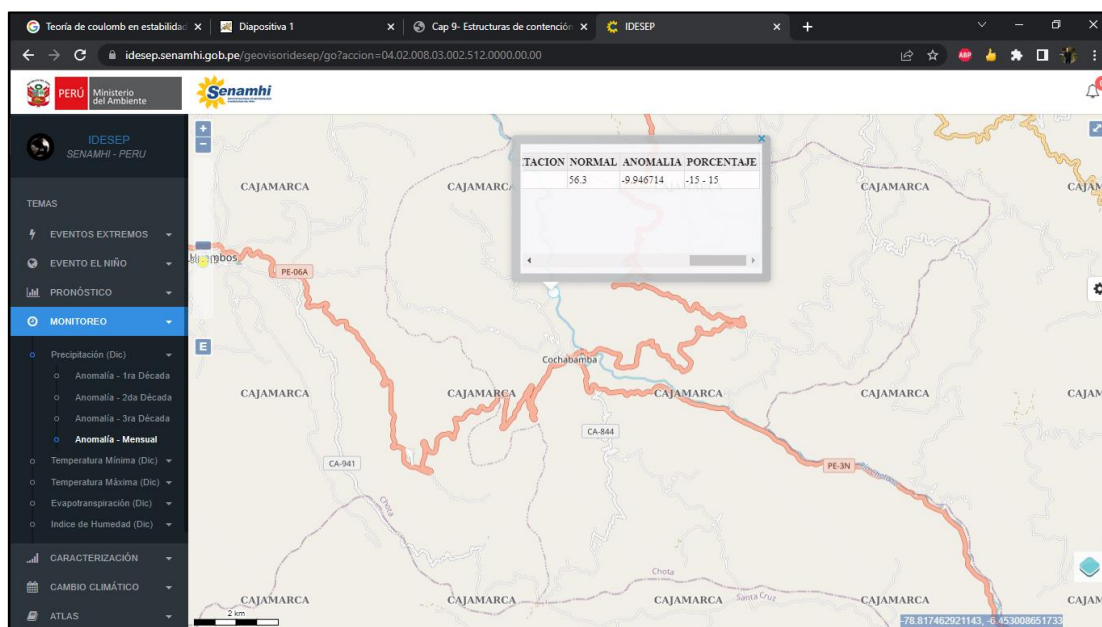 Teoría de coulomb en estabilidad
Diapositiva 1
Cap 9- Estructuras de contención
IDESEP
idesep.senamhi.gob.pe/geovisoridesep/go?accion=04.02.008.03.002.512.0000.00.00
ABP
PERÚ
Ministerio
del Ambiente
Senamhi
IDESEP
SENAMHI - PERU
TEMAS
EVENTOS EXTREMOS
EVENTO EL NIÑO
PRONÓSTICO
MONITOREO
Precipitación (Dic)
Anomalía - 1ra Década
Anomalía - 2da Década
Anomalía - 3ra Década
Anomalía - Mensual
Temperatura Mínima (Dic)
Temperatura Máxima (Dic)
Evapotranspiración (Dic)
Indice de Humedad (Dic)
CARACTERIZACIÓN
CAMBIO CLIMÁTICO
ATLAS
+
−
E
TACION NORMAL ANOMALIA PORCENTAJE
56.3 -9.946714 -15 - 15
CAJAMARCA CAJAMARCA CAJAMARCA CAJAM
PE-06A
Cochabamba
CAJAMARCA CAJAMARCA CAJAMARCA CAJAMARCA CAJAM
CA-844
CA-941
PE-3N
Chota
Chota
Santa Cruz
CAJAMARCA CAJAMARCA CAJAMARCA CAJAMARCA CAJAM
2 km
-78.817462921143, -6.453008651733